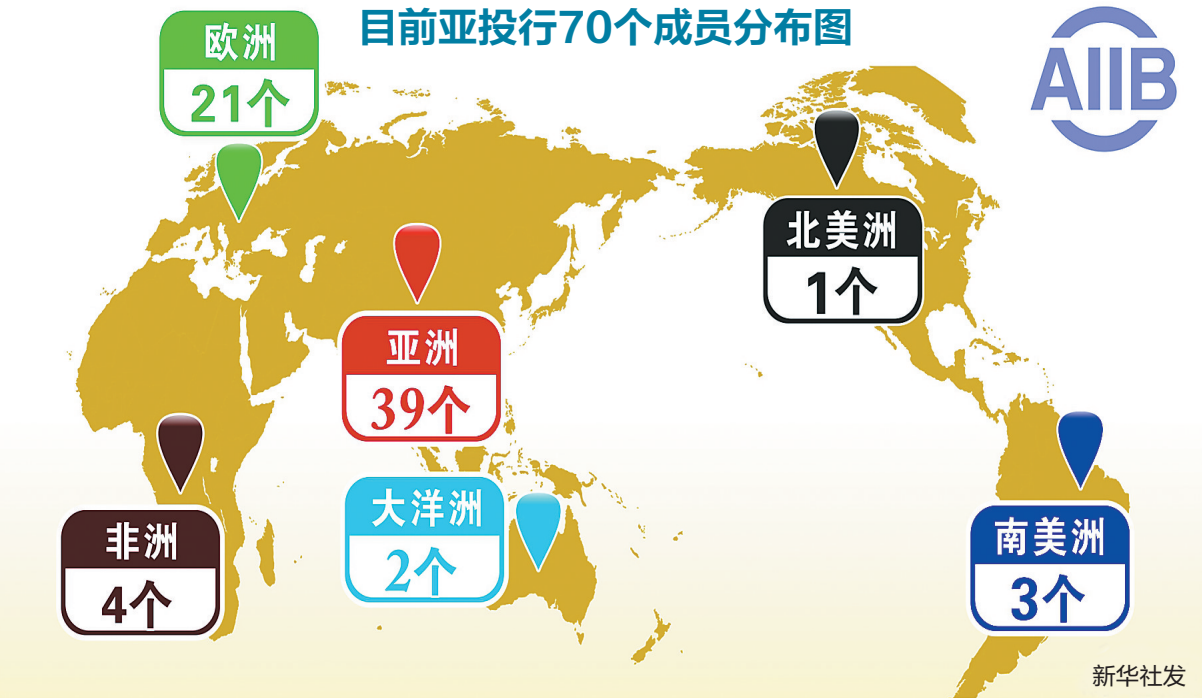 目前亚投行70个成员分布图
AIIB
欧洲
21个
北美洲
1个
亚洲
39个
大洋洲
2个
非洲
4个
南美洲
3个
新华社发